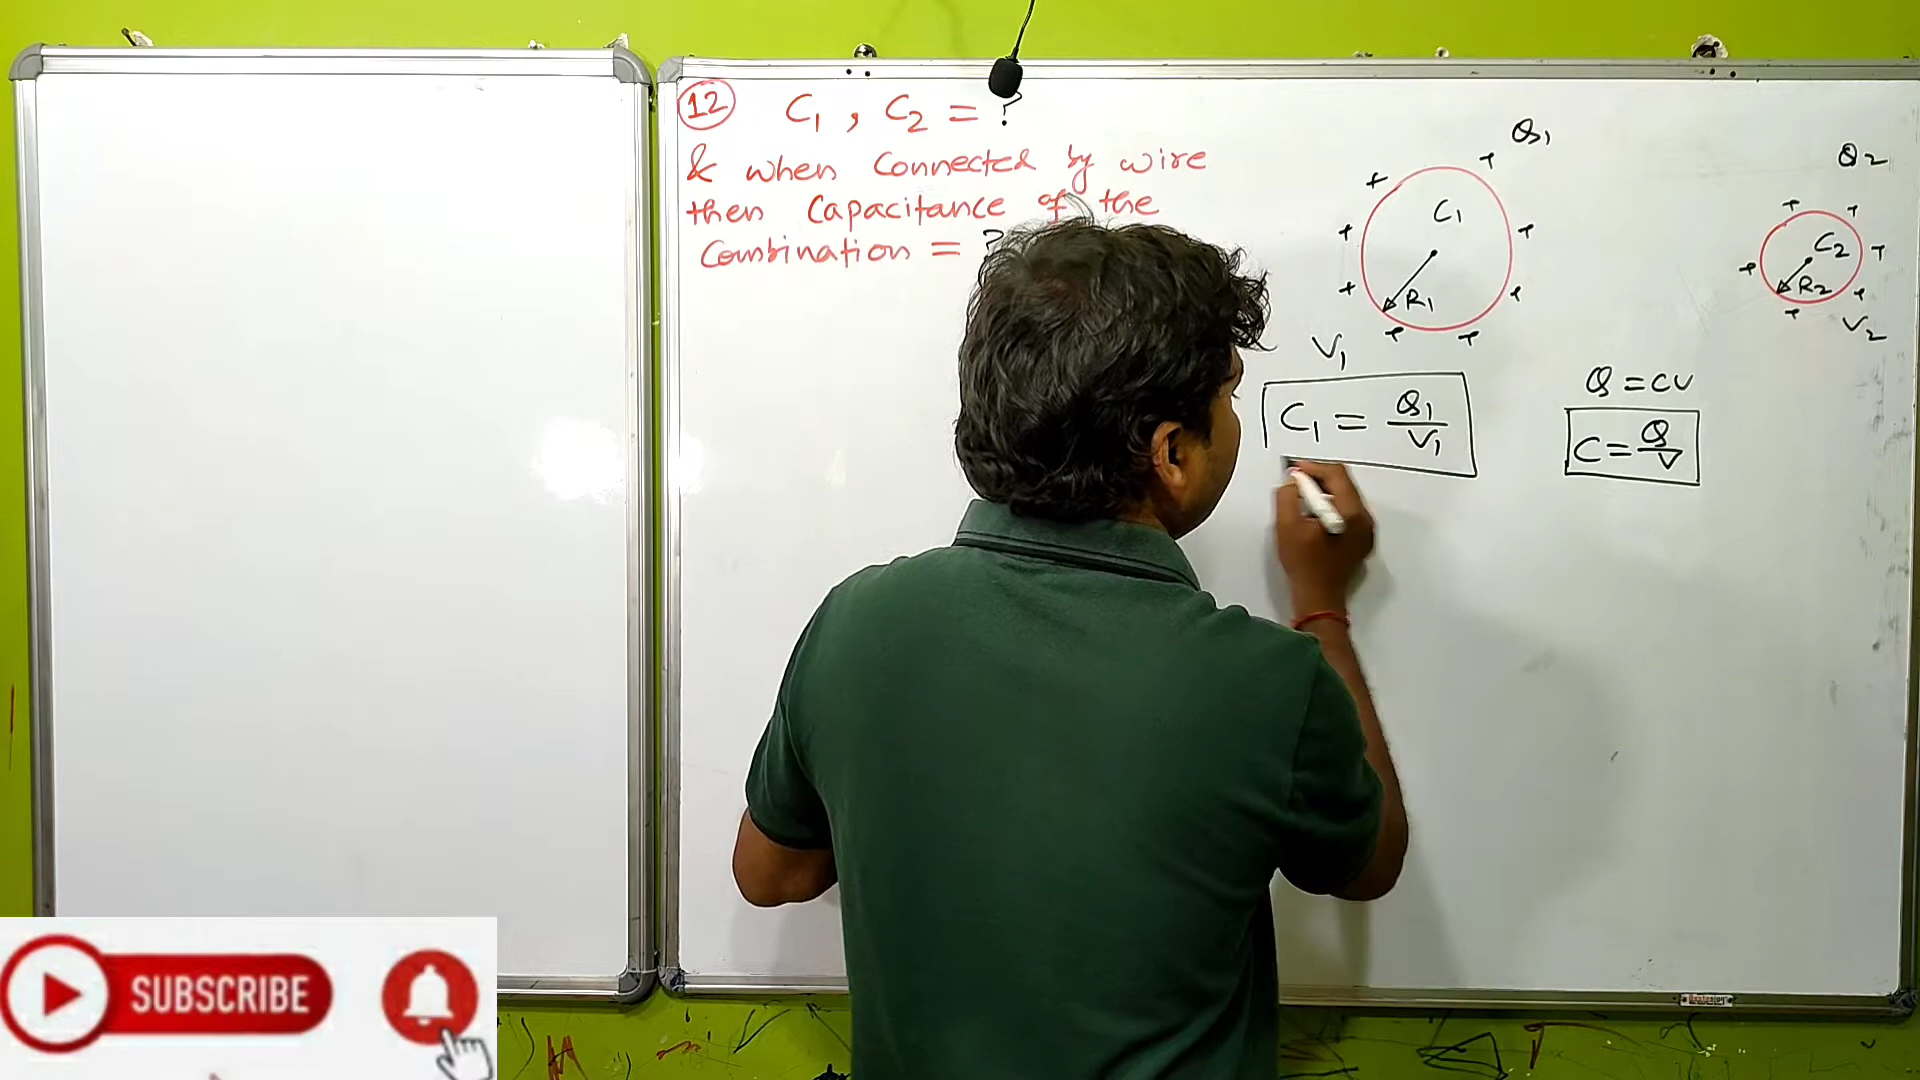 12 C1 , C2 = ?
& when connected by wire
then Capacitance of the
Combination = ?
Q1
C1
R1
V1
Q2
C2
R2
V2
C1 = Q1/V1
Q = CV
C = Q/V
SUBSCRIBE